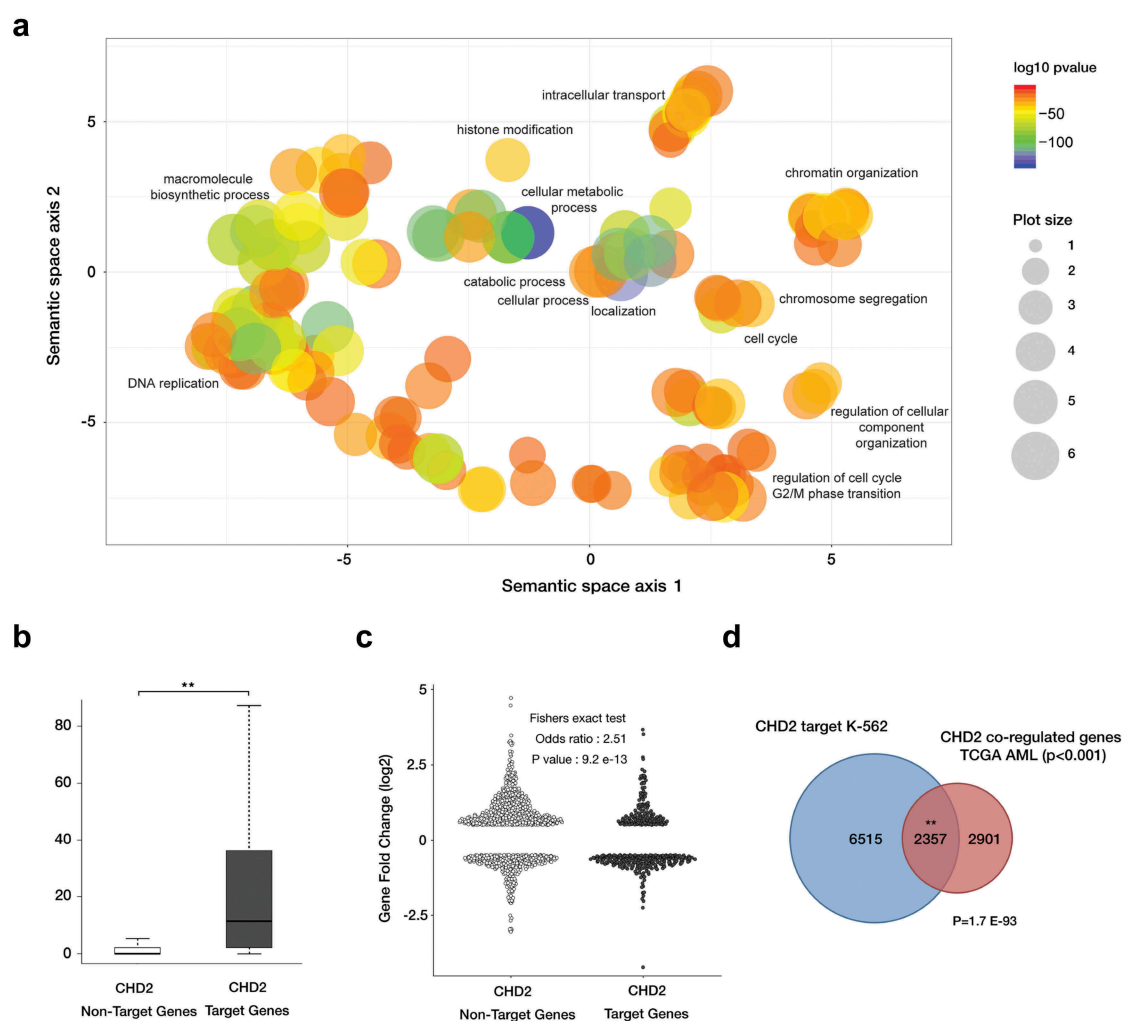 a
log10 pvalue
−50
−100
Plot size
1
2
3
4
5
6
Semantic space axis 2
5
0
-5
intracellular transport
histone modification
macromolecule
biosynthetic process
cellular metabolic
process
chromatin organization
catabolic process
cellular process
localization
chromosome segregation
cell cycle
DNA replication
regulation of cellular
component
organization
regulation of cell cycle
G2/M phase transition
-5
0
5
Semantic space axis 1
b
**
80
60
40
20
0
CHD2
Non-Target Genes
CHD2
Target Genes
c
Gene Fold Change (log2)
5
2.5
0
-2.5
Fishers exact test
Odds ratio : 2.51
P value : 9.2 e-13
CHD2
Non-Target Genes
CHD2
Target Genes
d
CHD2 target K-562
CHD2 co-regulated genes
TCGA AML (p<0.001)
**
6515
2357
2901
P=1.7 E-93